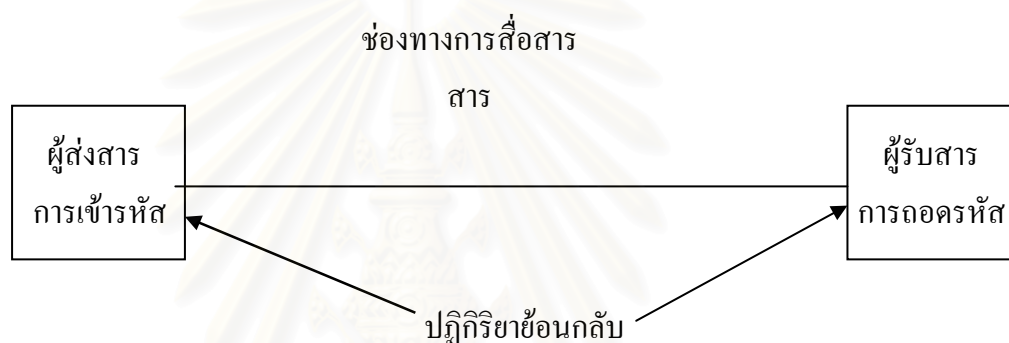 ช่องทางการสื่อสาร
สาร
ผู้ส่งสาร
การเข้ารหัส
ผู้รับสาร
การถอดรหัส
ปฎิกิริยาย้อนกลับ